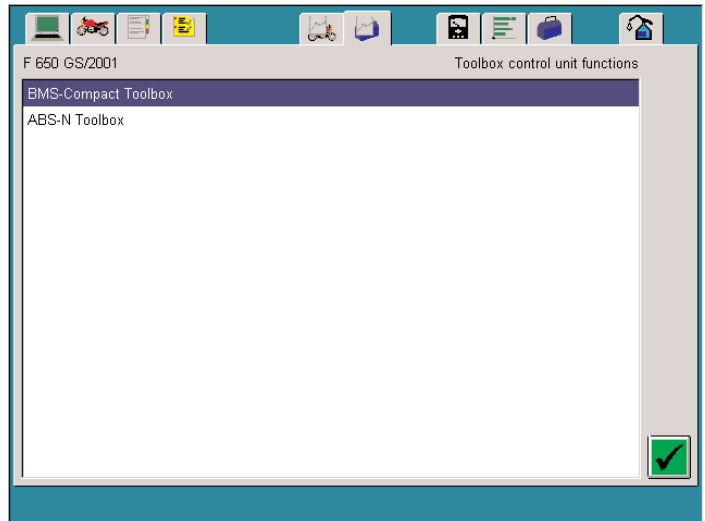 F 650 GS/2001
Toolbox control unit functions
BMS-Compact Toolbox
ABS-N Toolbox